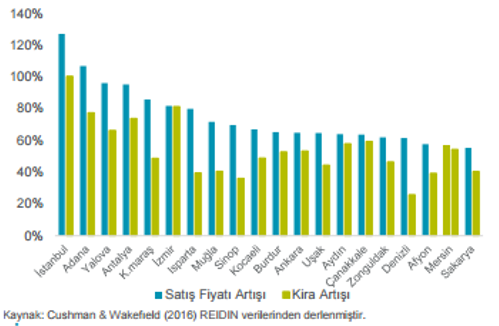 140%
120%
100%
80%
60%
40%
20%
0%
İstanbul
Adana
Yalova
Antalya
K.maraş
İzmir
Isparta
Muğla
Sinop
Kocaeli
Burdur
Ankara
Uşak
Aydın
Çanakkale
Zonguldak
Denizli
Afyon
Mersin
Sakarya
Satış Fiyatı Artışı Kira Artışı
Kaynak: Cushman & Wakefield (2016) REIDIN verilerinden derlenmiştir.